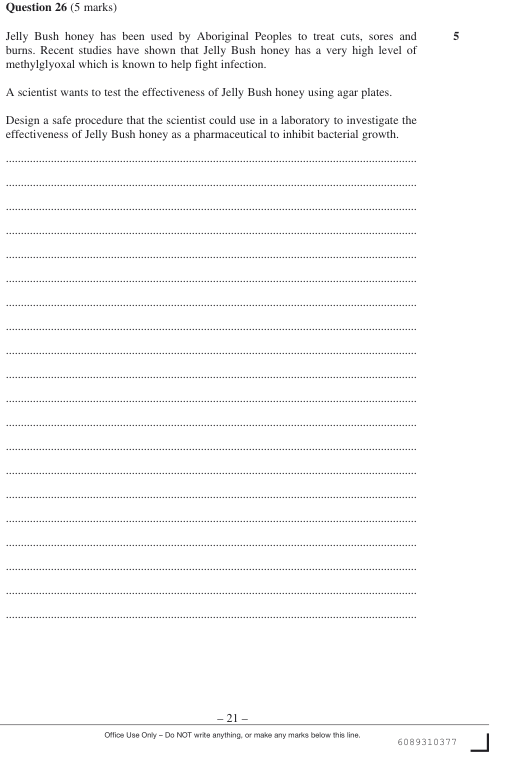 Question 26 (5 marks)
Jelly Bush honey has been used by Aboriginal Peoples to treat cuts, sores and 5
burns. Recent studies have shown that Jelly Bush honey has a very high level of
methylglyoxal which is known to help fight infection.
A scientist wants to test the effectiveness of Jelly Bush honey using agar plates.
Design a safe procedure that the scientist could use in a laboratory to investigate the
effectiveness of Jelly Bush honey as a pharmaceutical to inhibit bacterial growth.
– 21 –
Office Use Only – Do NOT write anything, or make any marks below this line.
6089310377